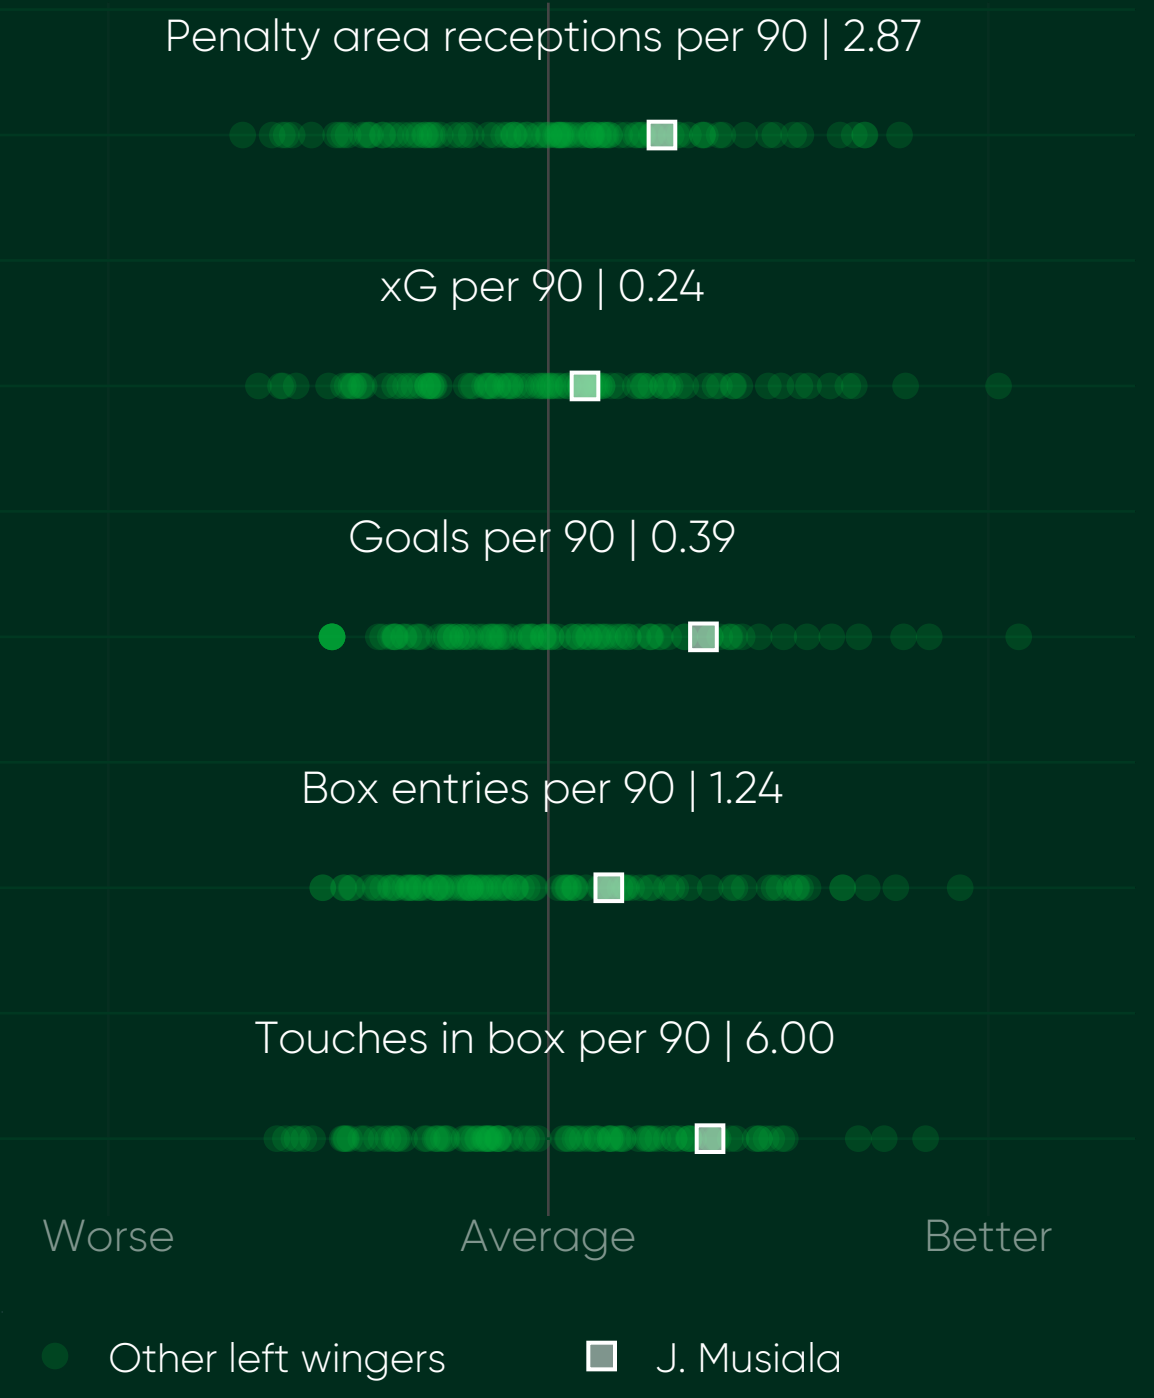 Penalty area receptions per 90 | 2.87
xG per 90 | 0.24
Goals per 90 | 0.39
Box entries per 90 | 1.24
Touches in box per 90 | 6.00
Worse Average Better
Other left wingers J. Musiala